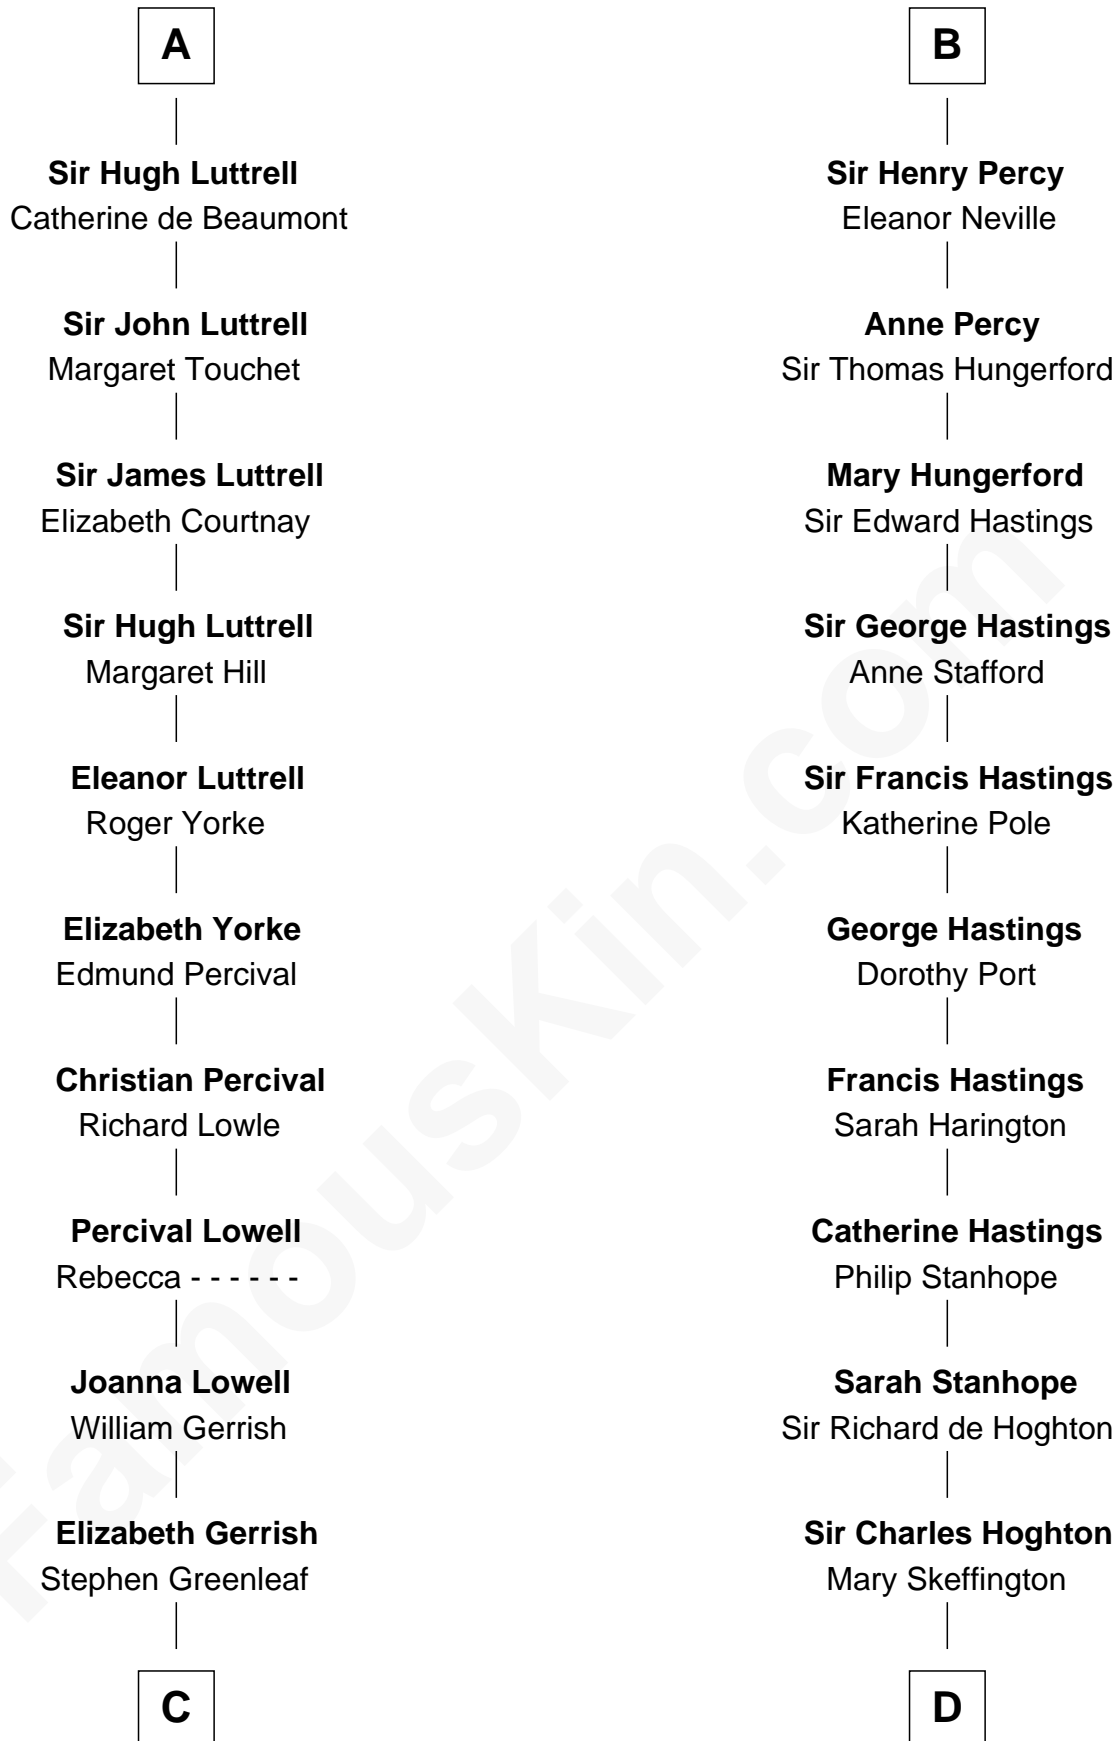 A
Sir Hugh Luttrell
Catherine de Beaumont
Sir John Luttrell
Margaret Touchet
Sir James Luttrell
Elizabeth Courtnay
Sir Hugh Luttrell
Margaret Hill
Eleanor Luttrell
Roger Yorke
Elizabeth Yorke
Edmund Percival
Christian Percival
Richard Lowle
Percival Lowell
Rebecca - - - - - -
Joanna Lowell
William Gerrish
Elizabeth Gerrish
Stephen Greenleaf
C
B
Sir Henry Percy
Eleanor Neville
Anne Percy
Sir Thomas Hungerford
Mary Hungerford
Sir Edward Hastings
Sir George Hastings
Anne Stafford
Sir Francis Hastings
Katherine Pole
George Hastings
Dorothy Port
Francis Hastings
Sarah Harington
Catherine Hastings
Philip Stanhope
Sarah Stanhope
Sir Richard de Hoghton
Sir Charles Hoghton
Mary Skeffington
D
FamousKin.com